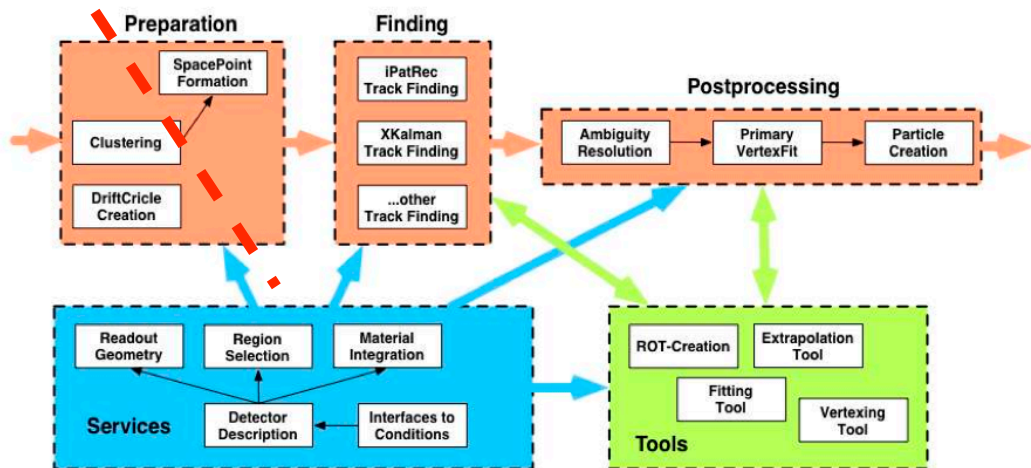 Preparation
SpacePoint
Formation
Clustering
DriftCricle
Creation
Finding
iPatRec
Track Finding
XKalman
Track Finding
...other
Track Finding
Postprocessing
Ambiguity
Resolution
Primary
VertexFit
Particle
Creation
Readout
Geometry
Region
Selection
Material
Integration
Detector
Description
Interfaces to
Conditions
Services
ROT-Creation
Extrapolation
Tool
Fitting
Tool
Vertexing
Tool
Tools